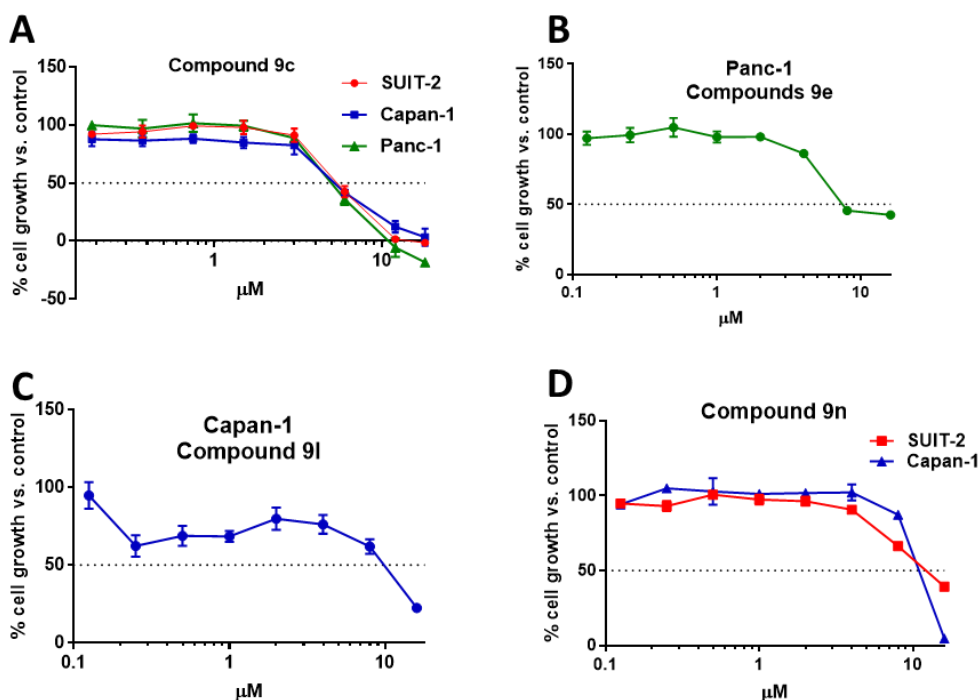 A
Compound 9c
150
100
50
0
-50
1
10
% cell growth vs. control
μM
SUIT-2
Capan-1
Panc-1
B
Panc-1
Compounds 9e
150
100
50
0
0.1
1
10
% cell growth vs. control
μM
C
Capan-1
Compound 9l
150
100
50
0
0.1
1
10
% cell growth vs. control
μM
D
Compound 9n
150
100
50
0
0.1
1
10
% cell growth vs. control
μM
SUIT-2
Capan-1